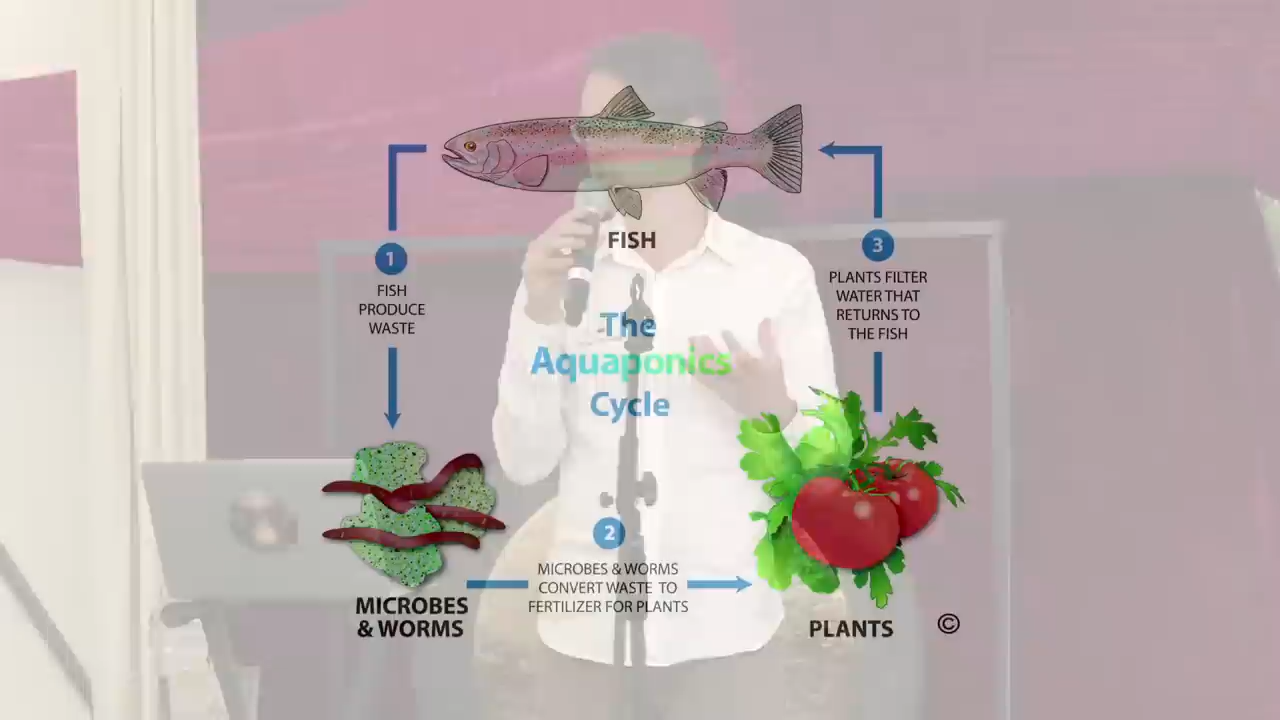 FISH
1
FISH
PRODUCE
WASTE
3
PLANTS FILTER
WATER THAT
RETURNS TO
THE FISH
The
Aquaponics
Cycle
2
MICROBES & WORMS
CONVERT WASTE TO
FERTILIZER FOR PLANTS
MICROBES
& WORMS
PLANTS
©